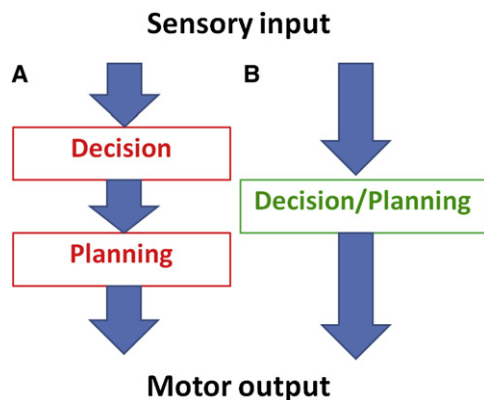 Sensory input
A
B
Decision
Decision/Planning
Planning
Motor output